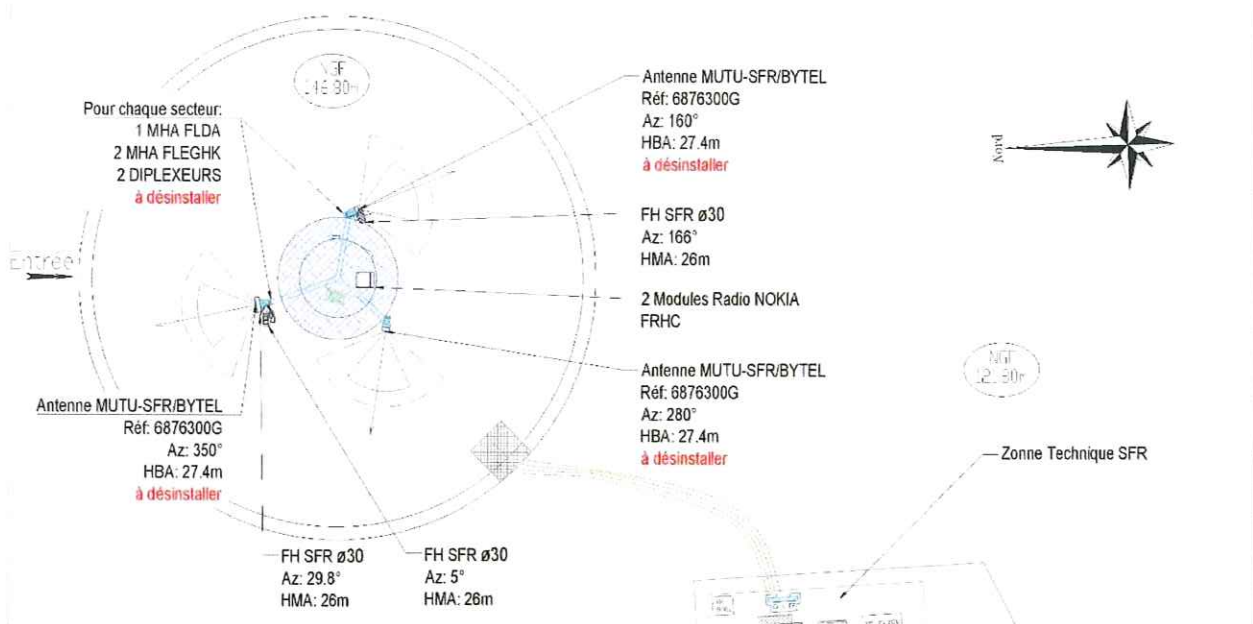 NGF
146.80m
Pour chaque secteur:
1 MHA FLDA
2 MHA FLEGHK
2 DIPLEXEURS
à désinstaller
Antenne MUTU-SFR/BYTEL
Réf: 6876300G
Az: 160°
HBA: 27.4m
à désinstaller
Nord
FH SFR ø30
Az: 166°
HMA: 26m
Entrée
2 Modules Radio NOKIA
FRHC
NGF
Antenne MUTU-SFR/BYTEL
Réf: 6876300G
Az: 280°
HBA: 27.4m
à désinstaller
Antenne MUTU-SFR/BYTEL
Réf: 6876300G
Az: 350°
HBA: 27.4m
à désinstaller
Zonne Technique SFR
FH SFR ø30
Az: 29.8°
HMA: 26m
FH SFR ø30
Az: 5°
HMA: 26m